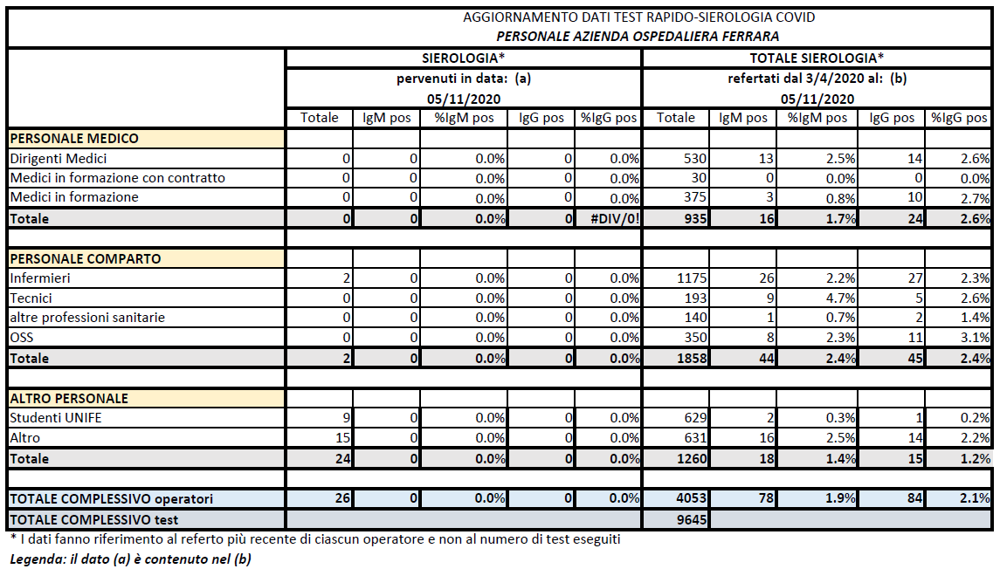 AGGIORNAMENTO DATI TEST RAPIDO-SIEROLOGIA COVID
PERSONALE AZIENDA OSPEDALIERA FERRARA
SIEROLOGIA* TOTALE SIEROLOGIA*
pervenuti in data: (a) refertati dal 3/4/2020 al: (b)
05/11/2020 05/11/2020
Totale IgM pos %IgM pos IgG pos %IgG pos Totale IgM pos %IgM pos IgG pos %IgG pos
PERSONALE MEDICO
Dirigenti Medici 0 0 0.0% 0 0.0% 530 13 2.5% 14 2.6%
Medici in formazione con contratto 0 0 0.0% 0 0.0% 30 0 0.0% 0 0.0%
Medici in formazione 0 0 0.0% 0 0.0% 375 3 0.8% 10 2.7%
Totale 0 0 0.0% 0 #DIV/0! 935 16 1.7% 24 2.6%
PERSONALE COMPARTO
Infermieri 2 0 0.0% 0 0.0% 1175 26 2.2% 27 2.3%
Tecnici 0 0 0.0% 0 0.0% 193 9 4.7% 5 2.6%
altre professioni sanitarie 0 0 0.0% 0 0.0% 140 1 0.7% 2 1.4%
OSS 0 0 0.0% 0 0.0% 350 8 2.3% 11 3.1%
Totale 2 0 0.0% 0 0.0% 1858 44 2.4% 45 2.4%
ALTRO PERSONALE
Studenti UNIFE 9 0 0.0% 0 0.0% 629 2 0.3% 1 0.2%
Altro 15 0 0.0% 0 0.0% 631 16 2.5% 14 2.2%
Totale 24 0 0.0% 0 0.0% 1260 18 1.4% 15 1.2%
TOTALE COMPLESSIVO operatori 26 0 0.0% 0 0.0% 4053 78 1.9% 84 2.1%
TOTALE COMPLESSIVO test 9645
* I dati fanno riferimento al referto più recente di ciascun operatore e non al numero di test eseguiti
Legenda: il dato (a) è contenuto nel (b)